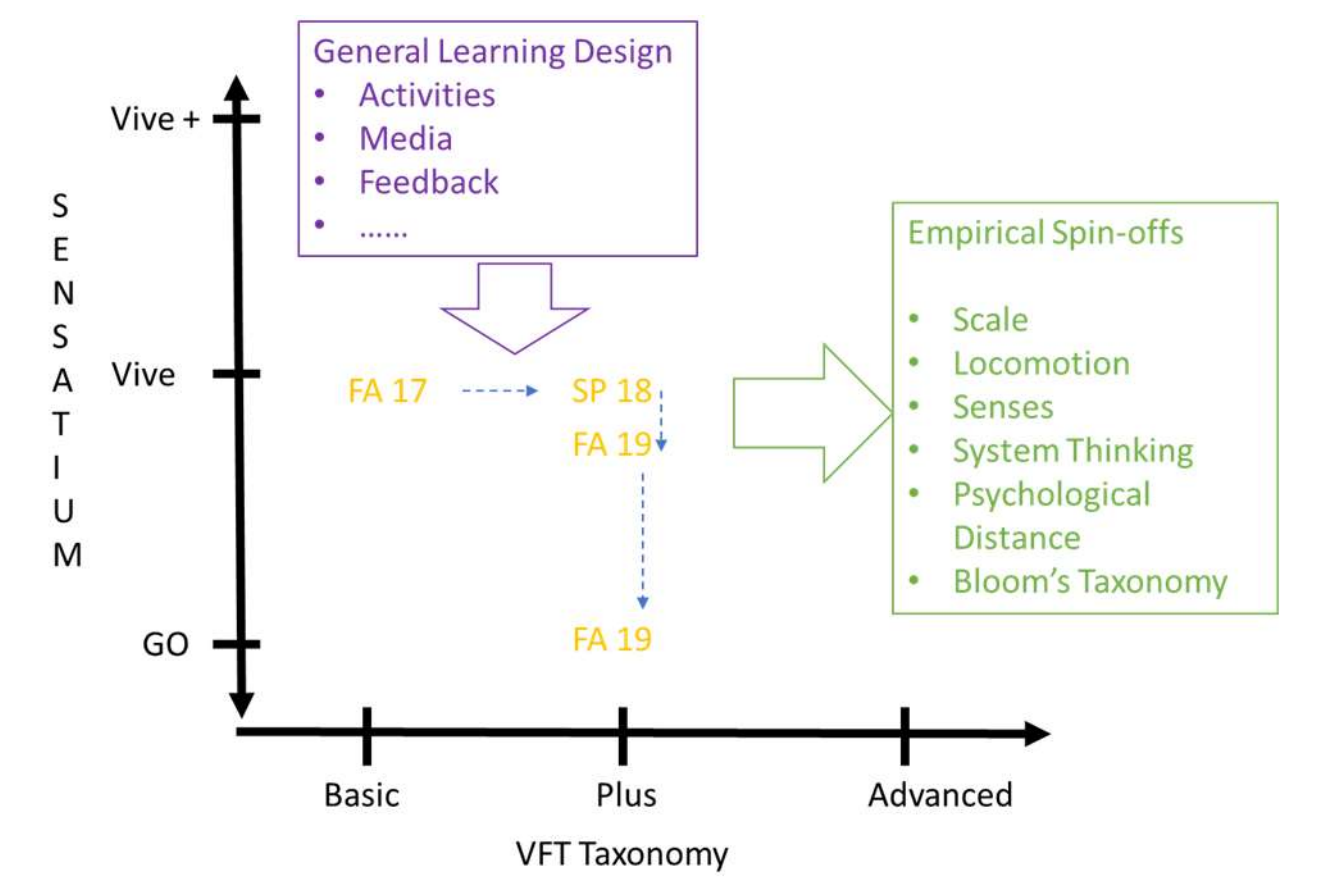 General Learning Design
• Activities
• Media
• Feedback
• ......
Vive +
SENSATIUM
Empirical Spin-offs
• Scale
• Locomotion
• Senses
• System Thinking
• Psychological
Distance
• Bloom's Taxonomy
Vive
FA 17
SP 18
FA 19
GO
FA 19
Basic
Plus
Advanced
VFT Taxonomy